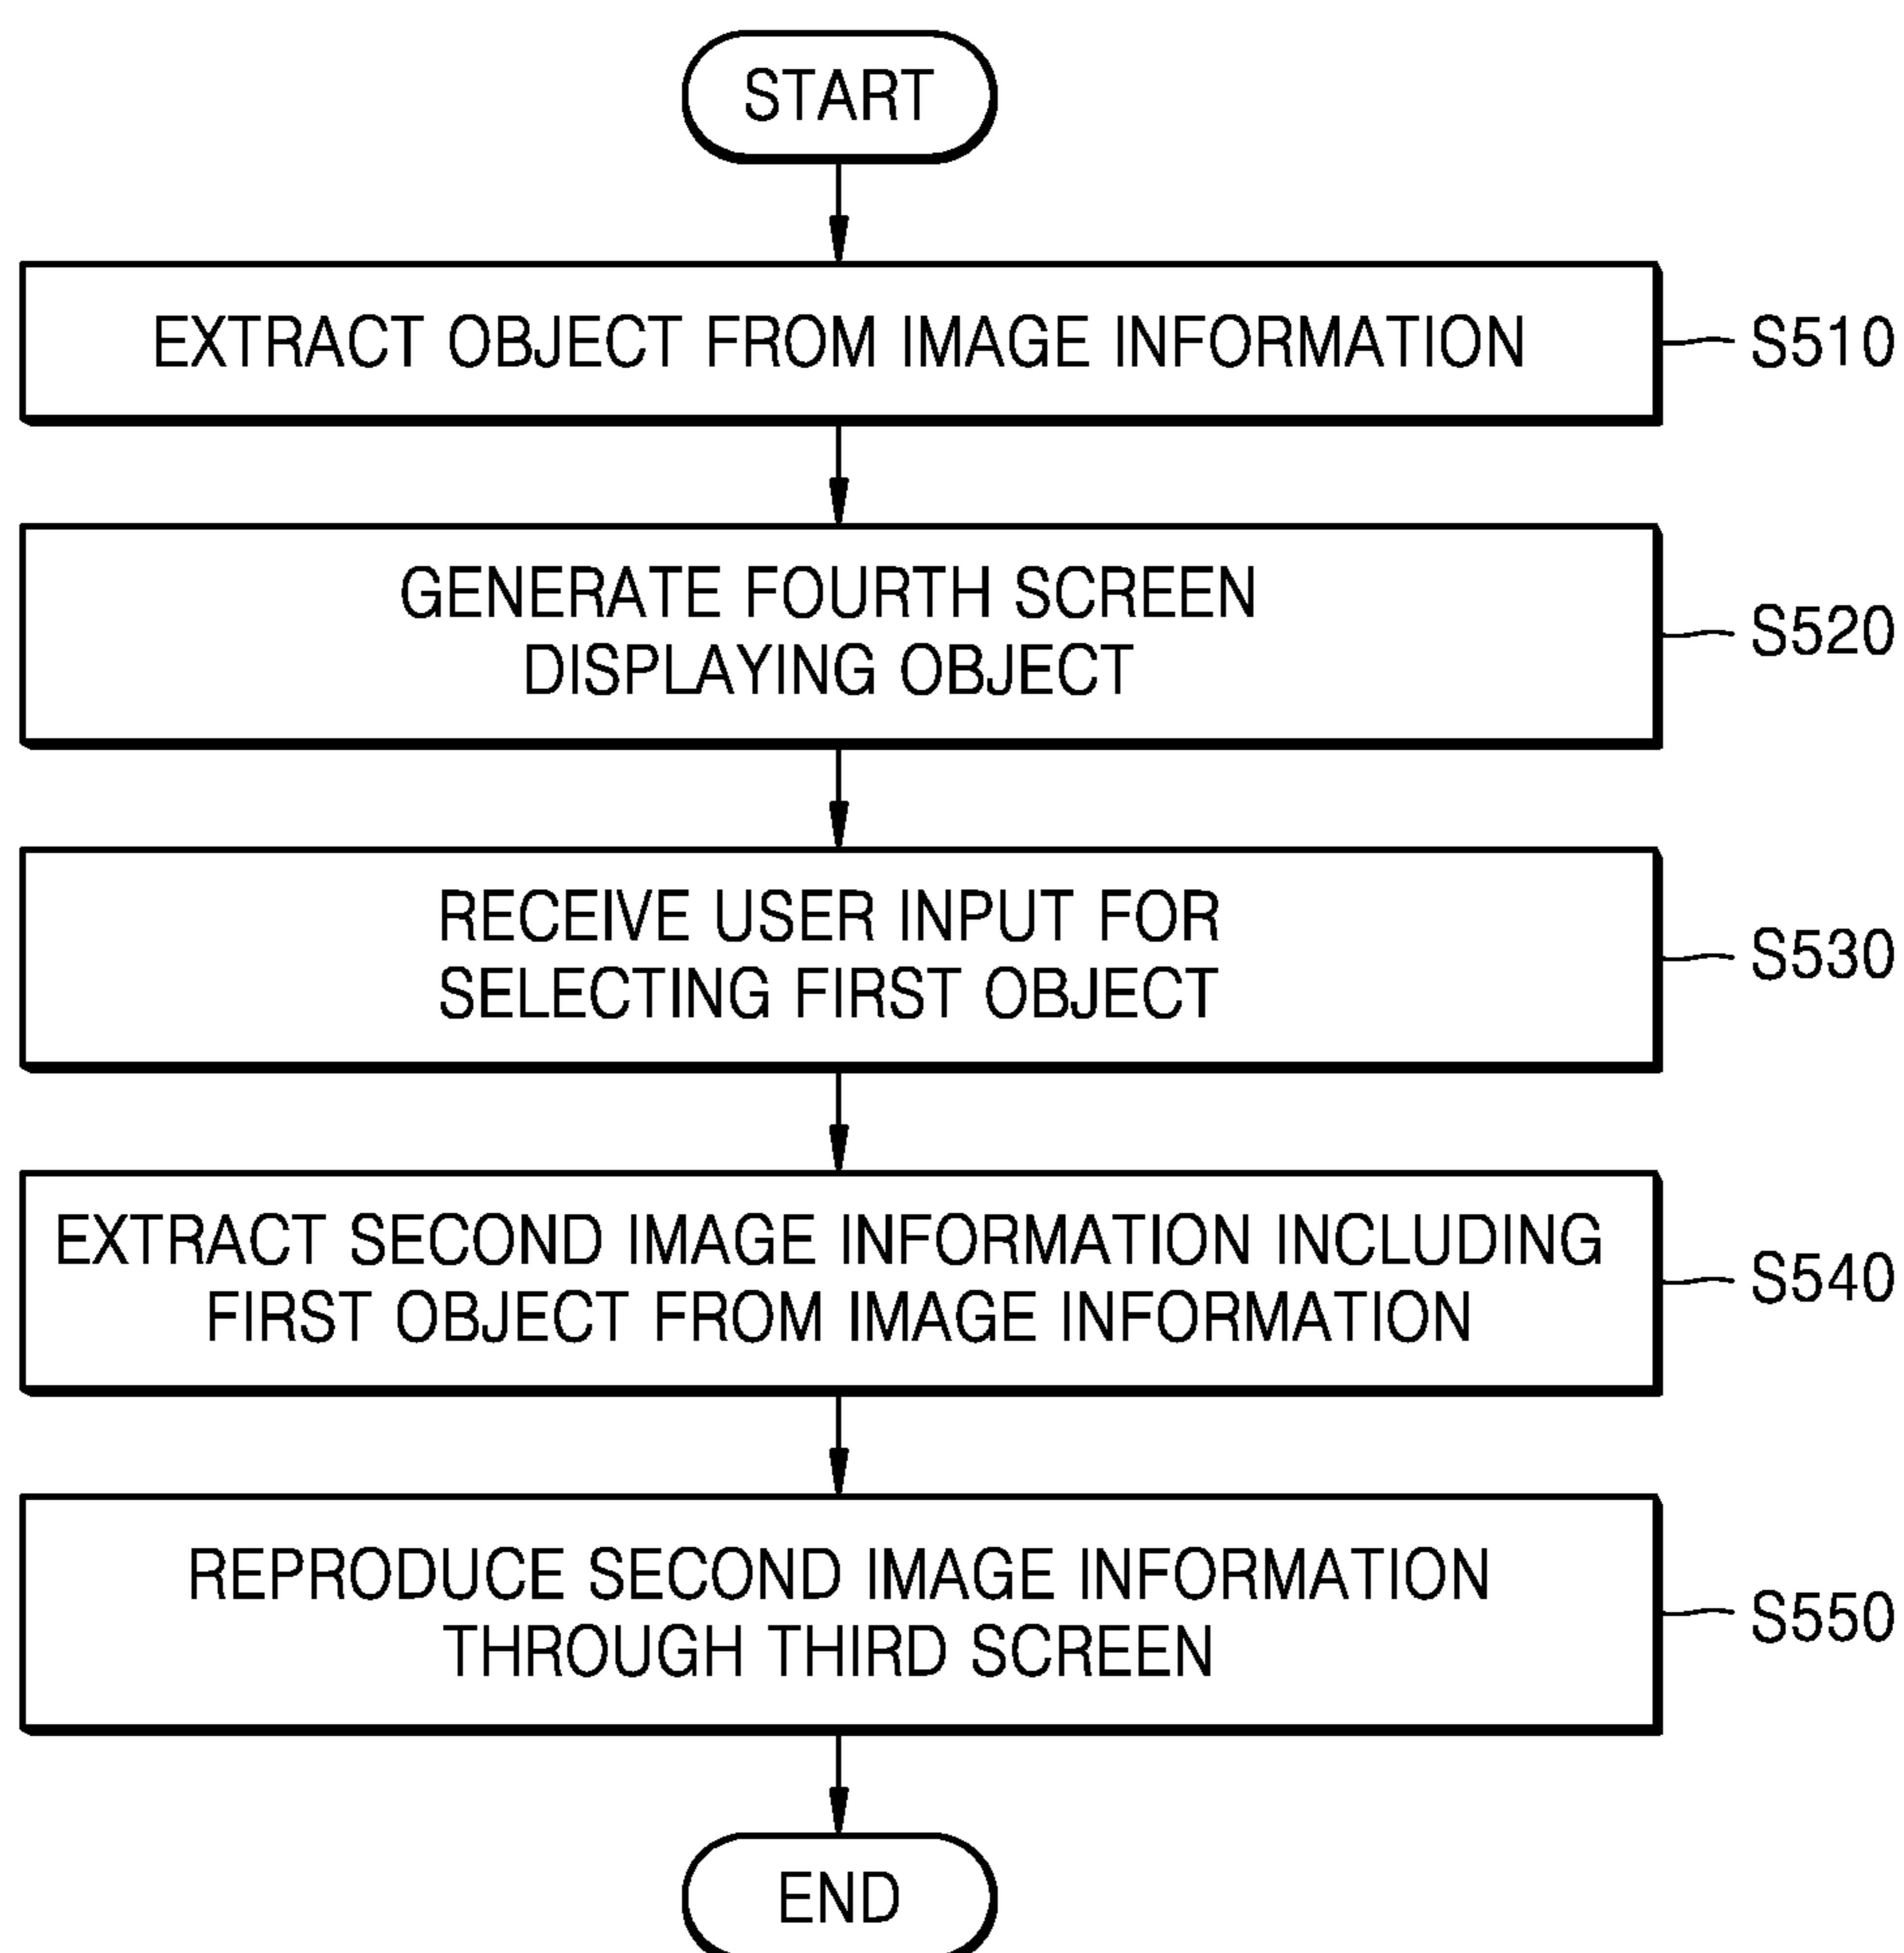 START
EXTRACT OBJECT FROM IMAGE INFORMATION
S510
GENERATE FOURTH SCREEN
DISPLAYING OBJECT
S520
RECEIVE USER INPUT FOR
SELECTING FIRST OBJECT
S530
EXTRACT SECOND IMAGE INFORMATION INCLUDING
FIRST OBJECT FROM IMAGE INFORMATION
S540
REPRODUCE SECOND IMAGE INFORMATION
THROUGH THIRD SCREEN
S550
END